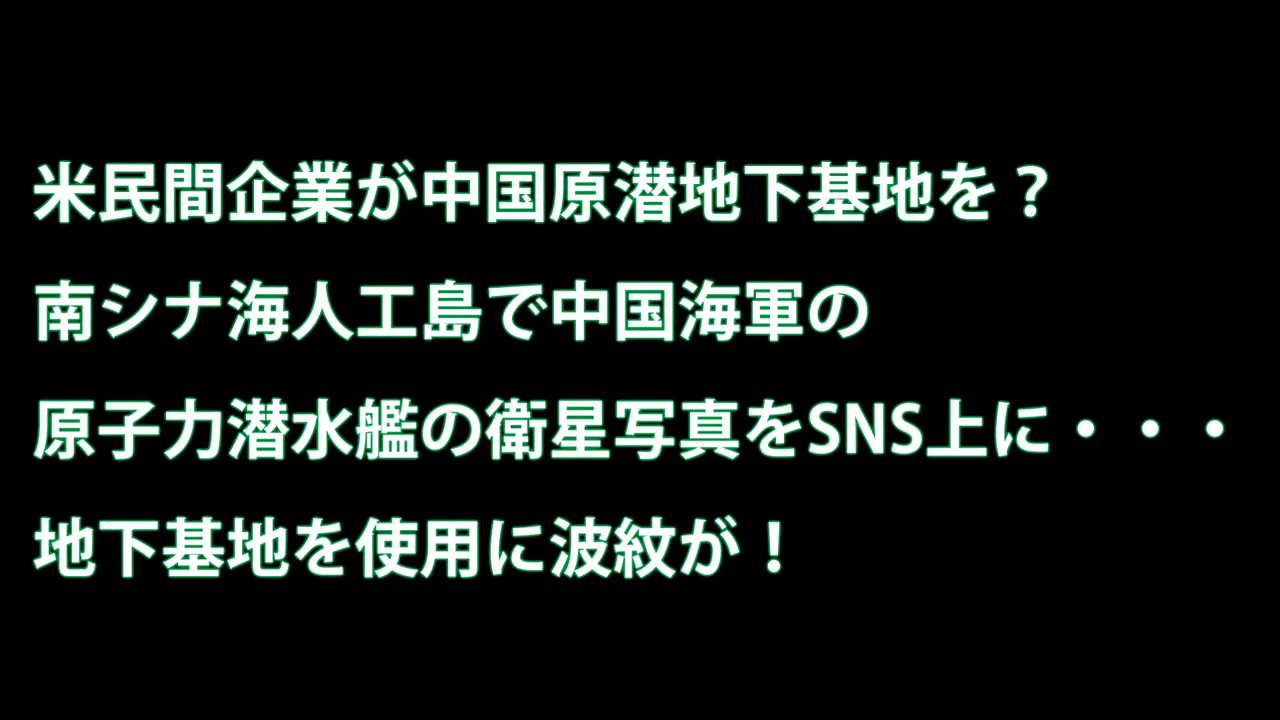 米民間企業が中国原潜地下基地を？
南シナ海人工島で中国海軍の
原子力潜水艦の衛星写真をSNS上に・・・
地下基地を使用に波紋が！